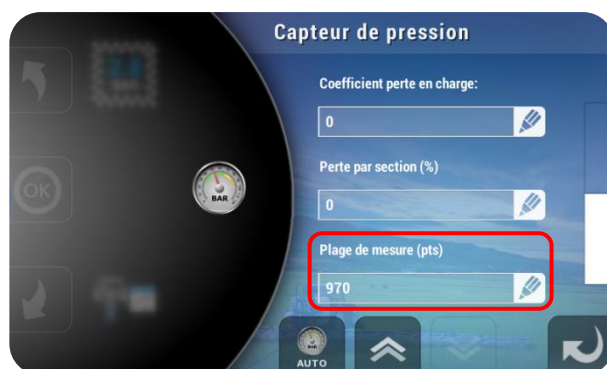 Capteur de pression
Coefficient perte en charge:
0
Perte par section (%)
0
Plage de mesure (pts)
970
OK
BAR
AUTO